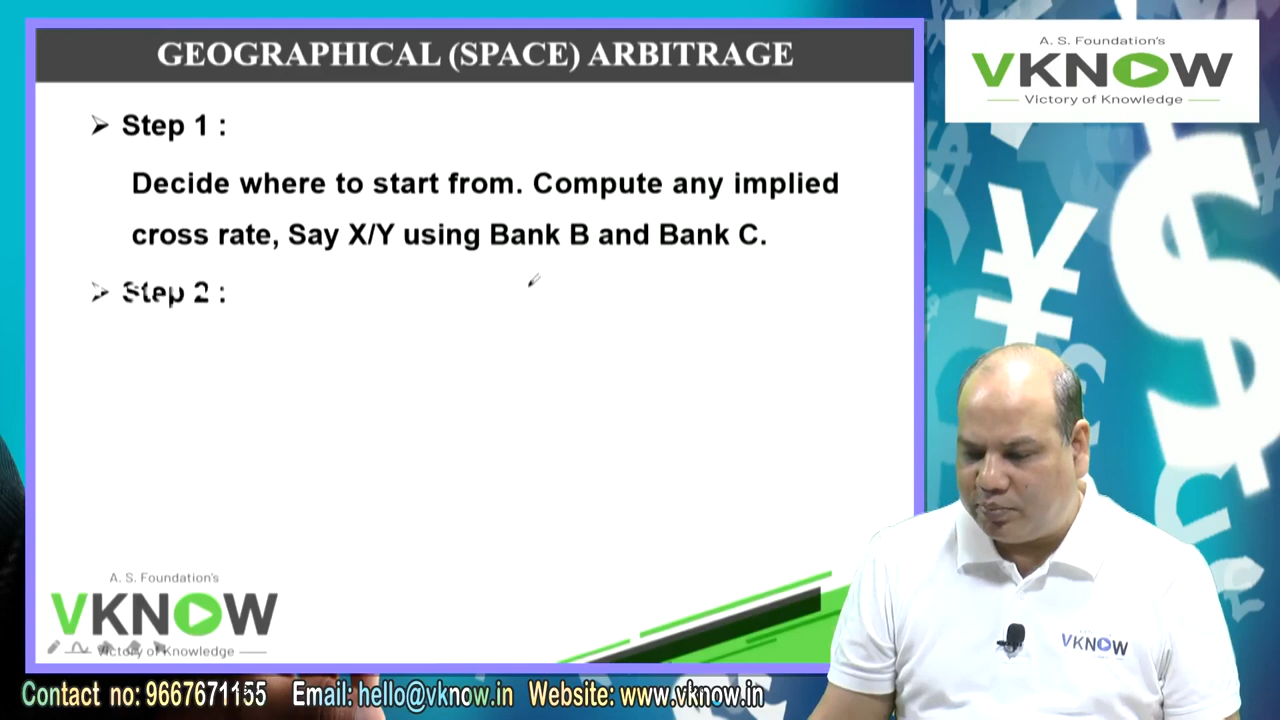 GEOGRAPHICAL (SPACE) ARBITRAGE
➢ Step 1 :
Decide where to start from. Compute any implied
cross rate, Say X/Y using Bank B and Bank C.
➢ Step 2 :
A. S. Foundation's
VKNOW
Victory of Knowledge
A. S. Foundation's
VKNOW
Victory of Knowledge
VKNOW
Contact no: 9667671155 Email: hello@vknow.in Website: www.vknow.in